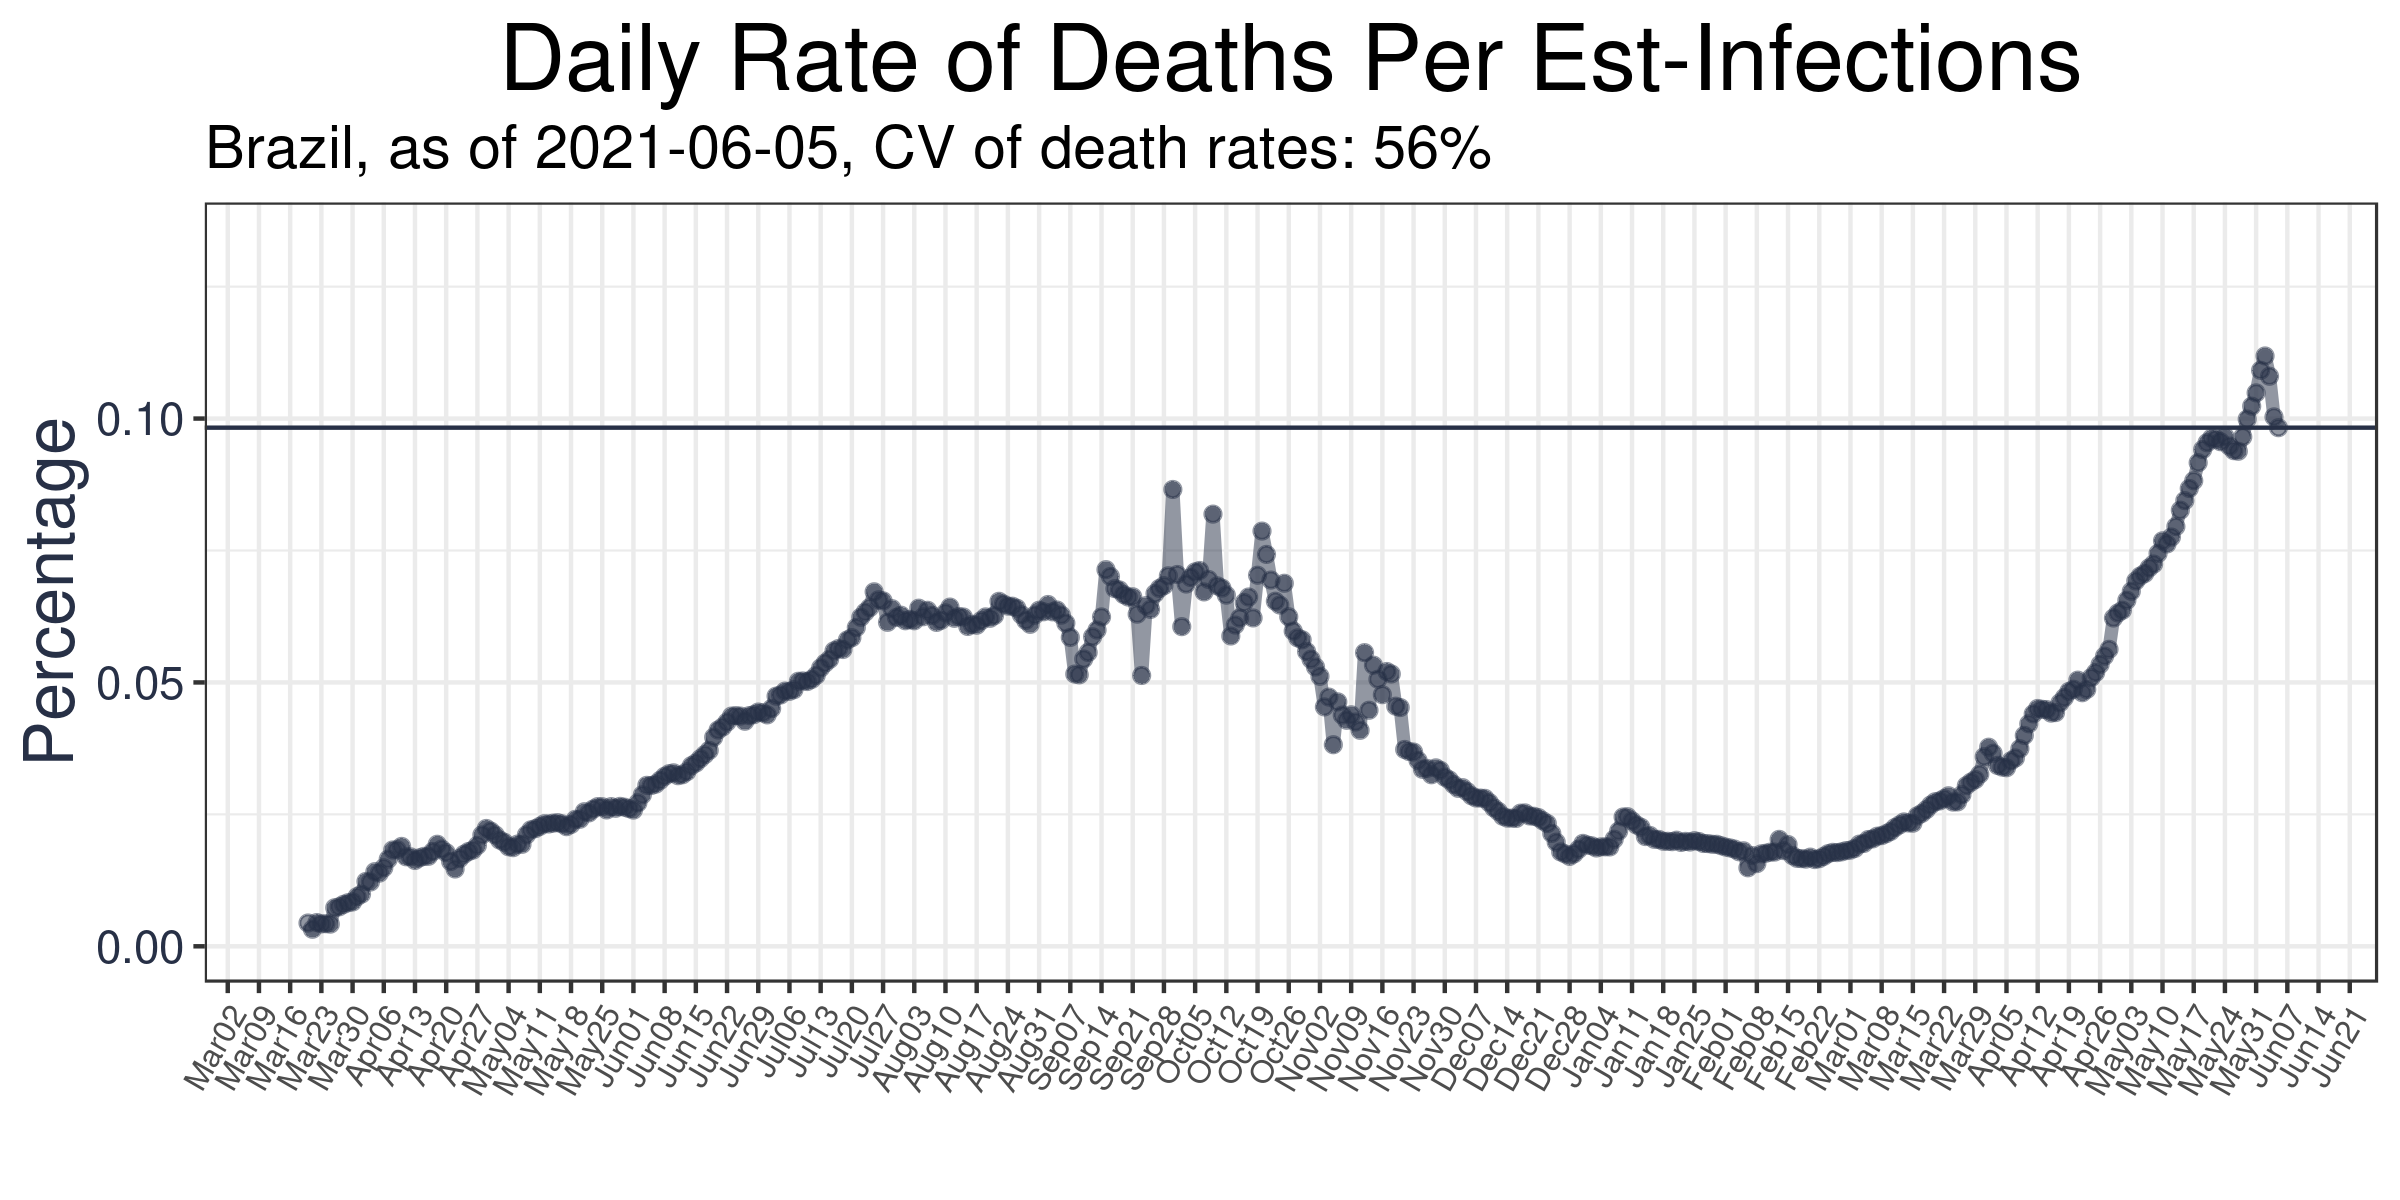 Daily Rate of Deaths Per Est-Infections
Brazil, as of 2021-06-05, CV of death rates: 56%
Percentage
0.10
0.05
0.00
Mar02
Mar09
Mar16
Mar23
Mar30
Apr06
Apr13
Apr20
Apr27
May04
May11
May18
May25
Jun01
Jun08
Jun15
Jun22
Jun29
Jul06
Jul13
Jul20
Jul27
Aug03
Aug10
Aug17
Aug24
Aug31
Sep07
Sep14
Sep21
Sep28
Oct05
Oct12
Oct19
Oct26
Nov02
Nov09
Nov16
Nov23
Nov30
Dec07
Dec14
Dec21
Dec28
Jan04
Jan11
Jan18
Jan25
Feb01
Feb08
Feb15
Feb22
Mar01
Mar08
Mar15
Mar22
Mar29
Apr05
Apr12
Apr19
Apr26
May03
May10
May17
May24
May31
Jun07
Jun14
Jun21